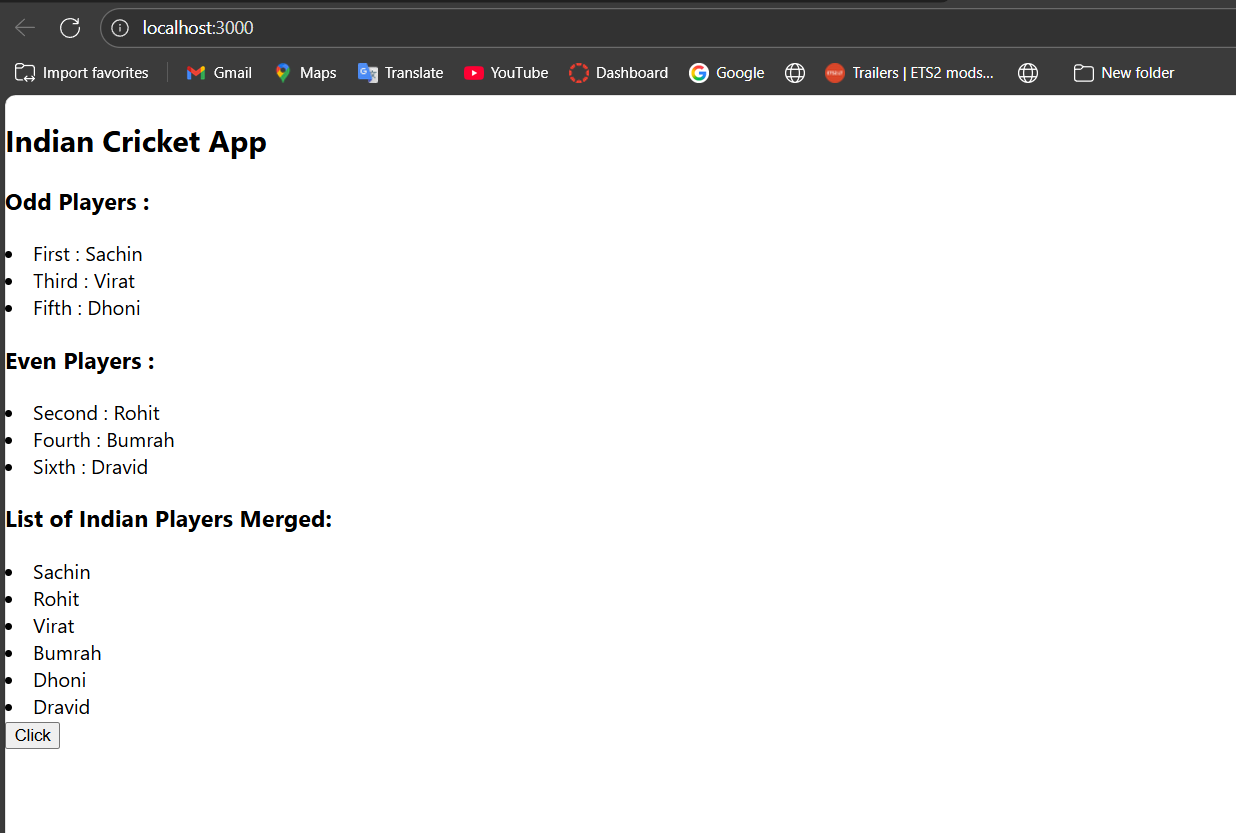 localhost:3000
Import favorites Gmail Maps Translate YouTube Dashboard Google Trailers | ETS2 mods... New folder
Indian Cricket App
Odd Players :
First : Sachin
Third : Virat
Fifth : Dhoni
Even Players :
Second : Rohit
Fourth : Bumrah
Sixth : Dravid
List of Indian Players Merged:
Sachin
Rohit
Virat
Bumrah
Dhoni
Dravid
Click